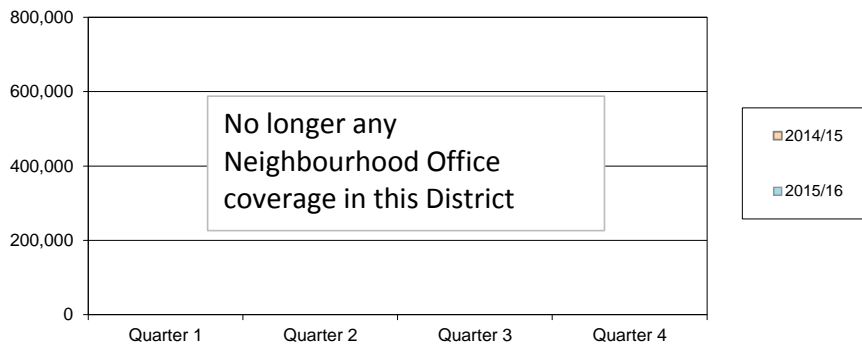 800,000
600,000
400,000
200,000
0
No longer any
Neighbourhood Office
coverage in this District
Quarter 1
Quarter 2
Quarter 3
Quarter 4
2014/15
2015/16